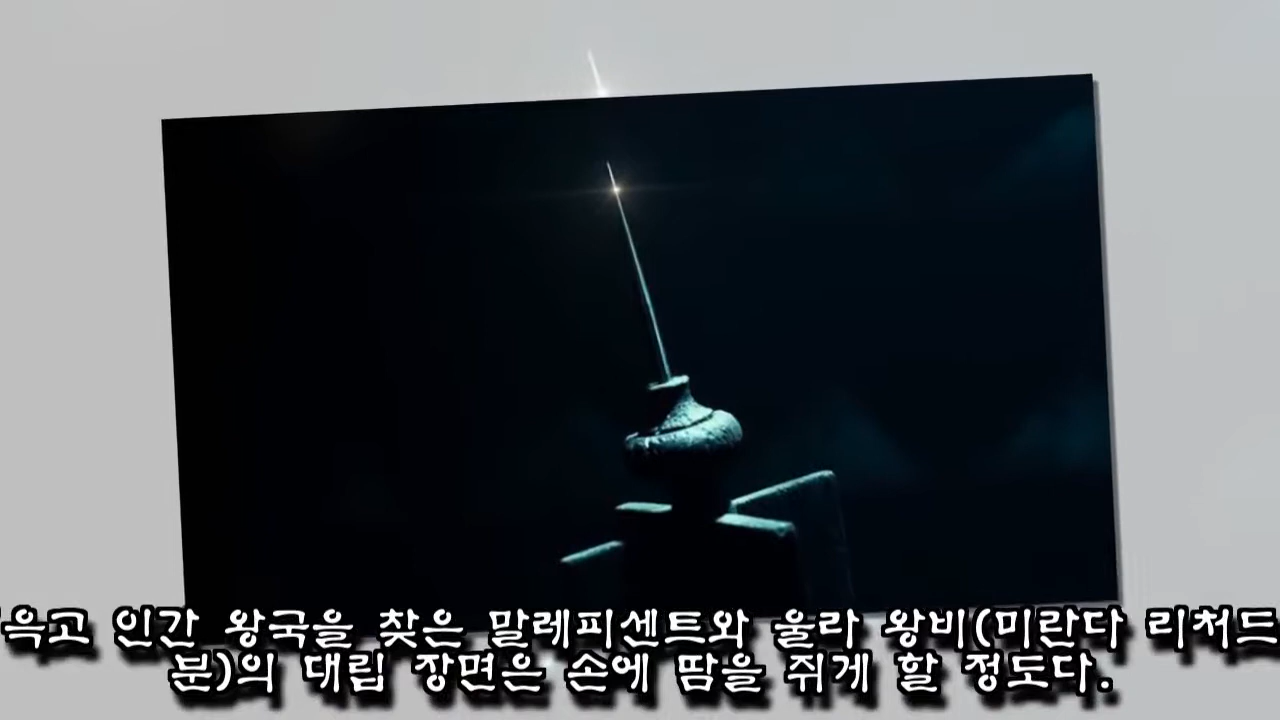 윽고 인간 왕국을 찾은 말레피센트와 울라 왕비(미란다 리처드
분)의 대립 장면은 손에 땀을 쥐게 할 정도다.